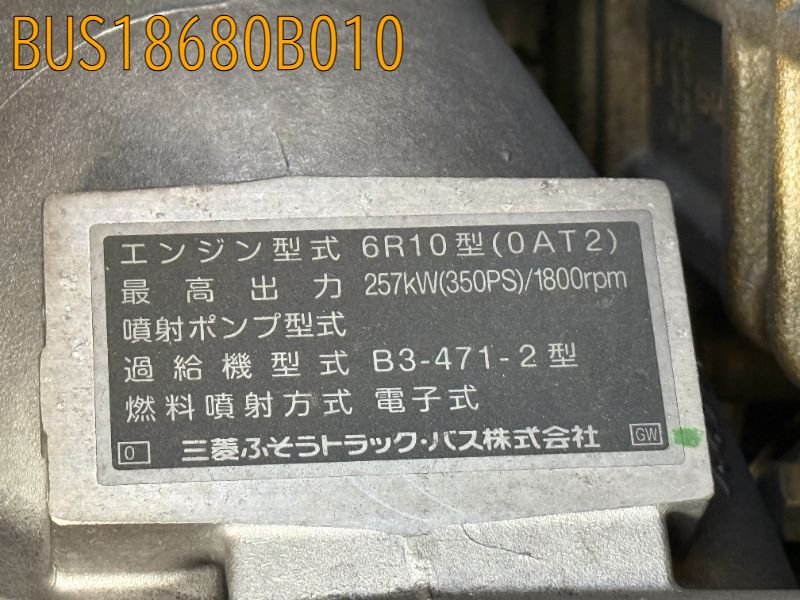 BUS18680B010
エンジン型式 6R10型(0AT2)
最高出力 257kW(350PS)/1800rpm
噴射ポンプ型式
過給機型式 B3-471-2型
燃料噴射方式 電子式
0 三菱ふそうトラック・バス株式会社 GW